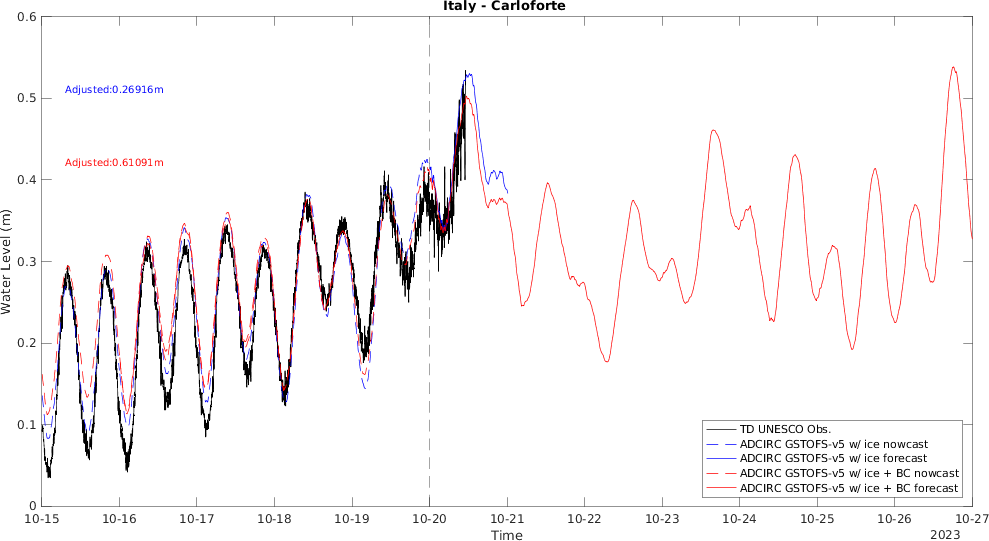 Italy - Carloforte
0.6
0.5
0.4
0.3
0.2
0.1
0
Water Level (m)
Adjusted:0.26916m
Adjusted:0.61091m
TD UNESCO Obs.
ADCIRC GSTOFS-v5 w/ ice nowcast
ADCIRC GSTOFS-v5 w/ ice forecast
ADCIRC GSTOFS-v5 w/ ice + BC nowcast
ADCIRC GSTOFS-v5 w/ ice + BC forecast
10-15 10-16 10-17 10-18 10-19 10-20 10-21 10-22 10-23 10-24 10-25 10-26 10-27
Time
2023